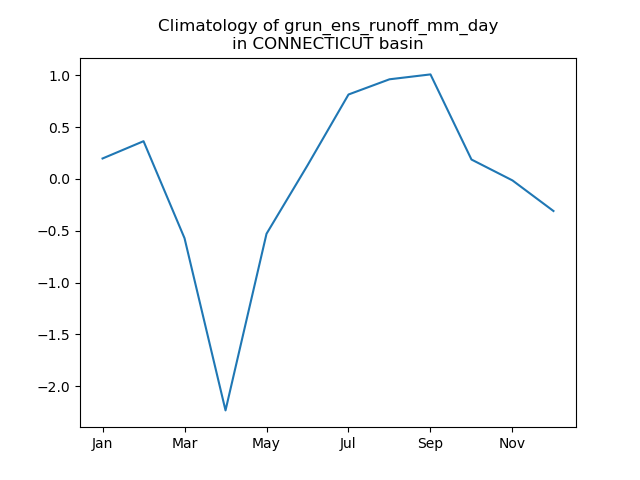 Climatology of grun_ens_runoff_mm_day
in CONNECTICUT basin
1.0
0.5
0.0
−0.5
−1.0
−1.5
−2.0
Jan Mar May Jul Sep Nov